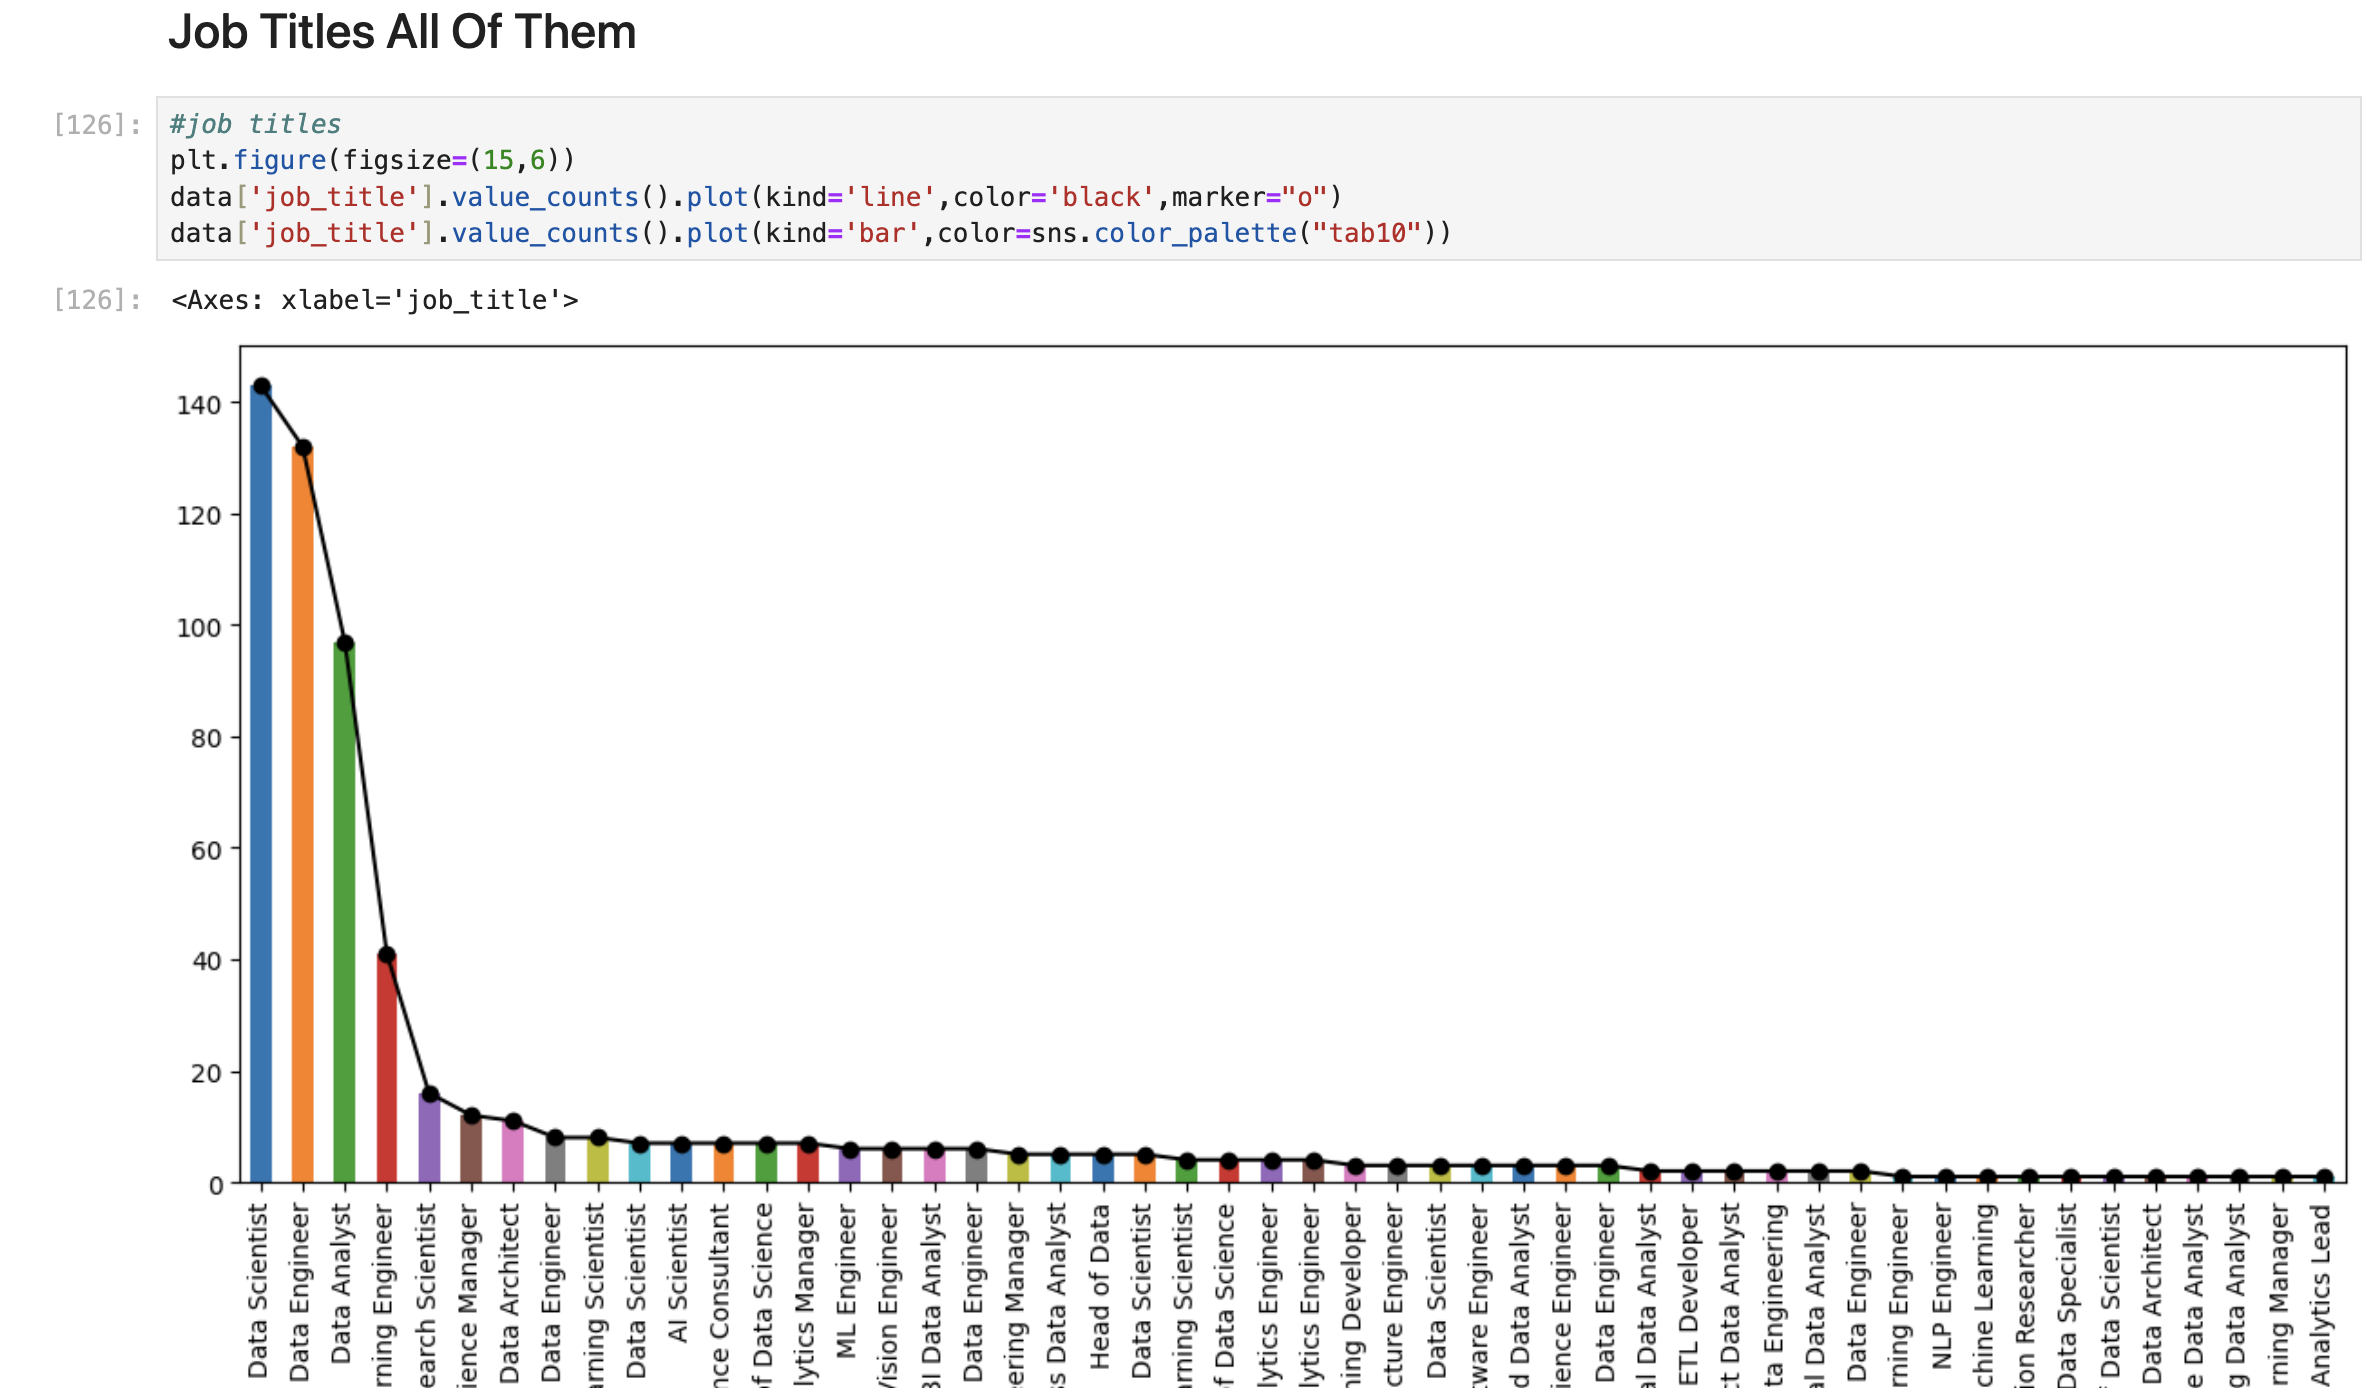 Job Titles All Of Them
[126]:
#job titles
plt.figure(figsize=(15,6))
data['job_title'].value_counts().plot(kind='line',color='black',marker="o")
data['job_title'].value_counts().plot(kind='bar',color=sns.color_palette("tab10"))
[126]:
<Axes: xlabel='job_title'>
140
120
100
80
60
40
20
0
Data Scientist
Data Engineer
Data Analyst
rning Engineer
earch Scientist
ience Manager
Data Architect
Data Engineer
arning Scientist
Data Scientist
AI Scientist
nce Consultant
of Data Science
lytics Manager
ML Engineer
Vision Engineer
BI Data Analyst
Data Engineer
eering Manager
ss Data Analyst
Head of Data
Data Scientist
arning Scientist
of Data Science
lytics Engineer
lytics Engineer
ning Developer
cture Engineer
Data Scientist
tware Engineer
d Data Analyst
ience Engineer
Data Engineer
al Data Analyst
ETL Developer
ct Data Analyst
ta Engineering
al Data Analyst
Data Engineer
rning Engineer
NLP Engineer
chine Learning
ion Researcher
Data Specialist
Data Scientist
Data Architect
e Data Analyst
g Data Analyst
rning Manager
Analytics Lead